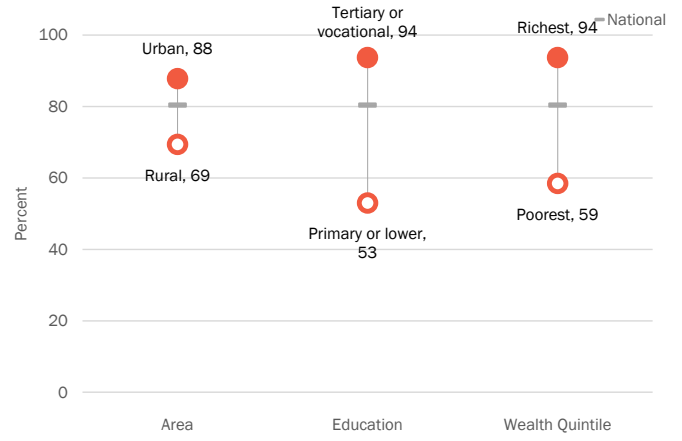 Tertiary or
vocational, 94
Richest, 94
National
100
Urban, 88
80
Rural, 69
60
Poorest, 59
Primary or lower,
53
40
20
0
Percent
Area
Education
Wealth Quintile